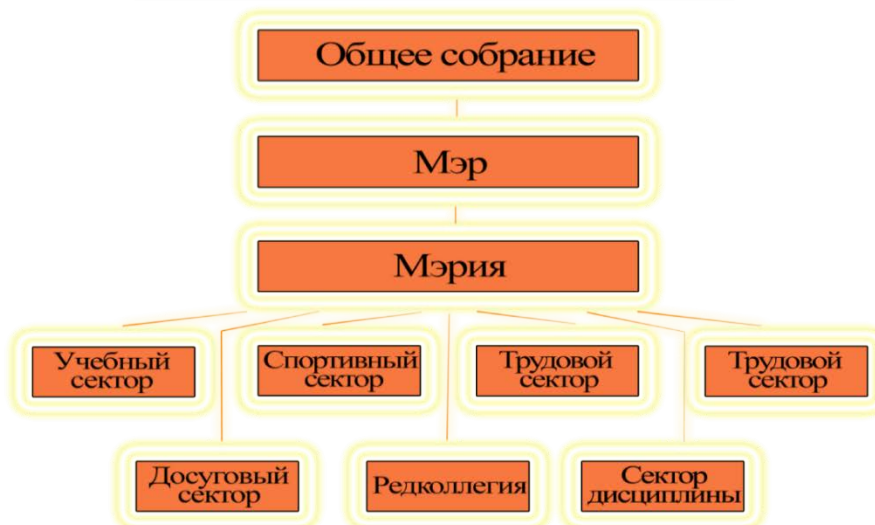 Общее собрание
Мэр
Мэрия
Учебный
сектор
Спортивный
сектор
Трудовой
сектор
Трудовой
сектор
Досуговый
сектор
Редколлегия
Сектор
дисциплины